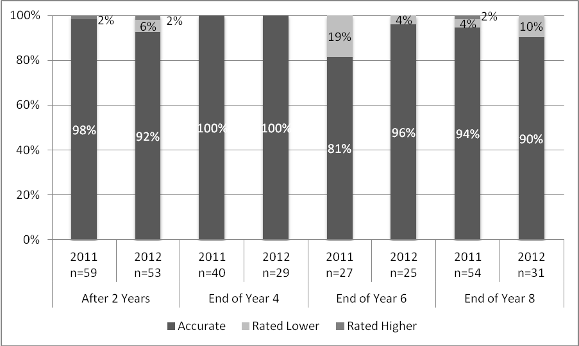 100% 2% 2% 4% 2%
6% 4% 10%
19%
80%
60%
98% 92% 100% 100% 81% 96% 94% 90%
40%
20%
0%
2011 2012 2011 2012 2011 2012 2011 2012
n=59 n=53 n=40 n=29 n=27 n=25 n=54 n=31
After 2 Years End of Year 4 End of Year 6 End of Year 8
Accurate Rated Lower Rated Higher